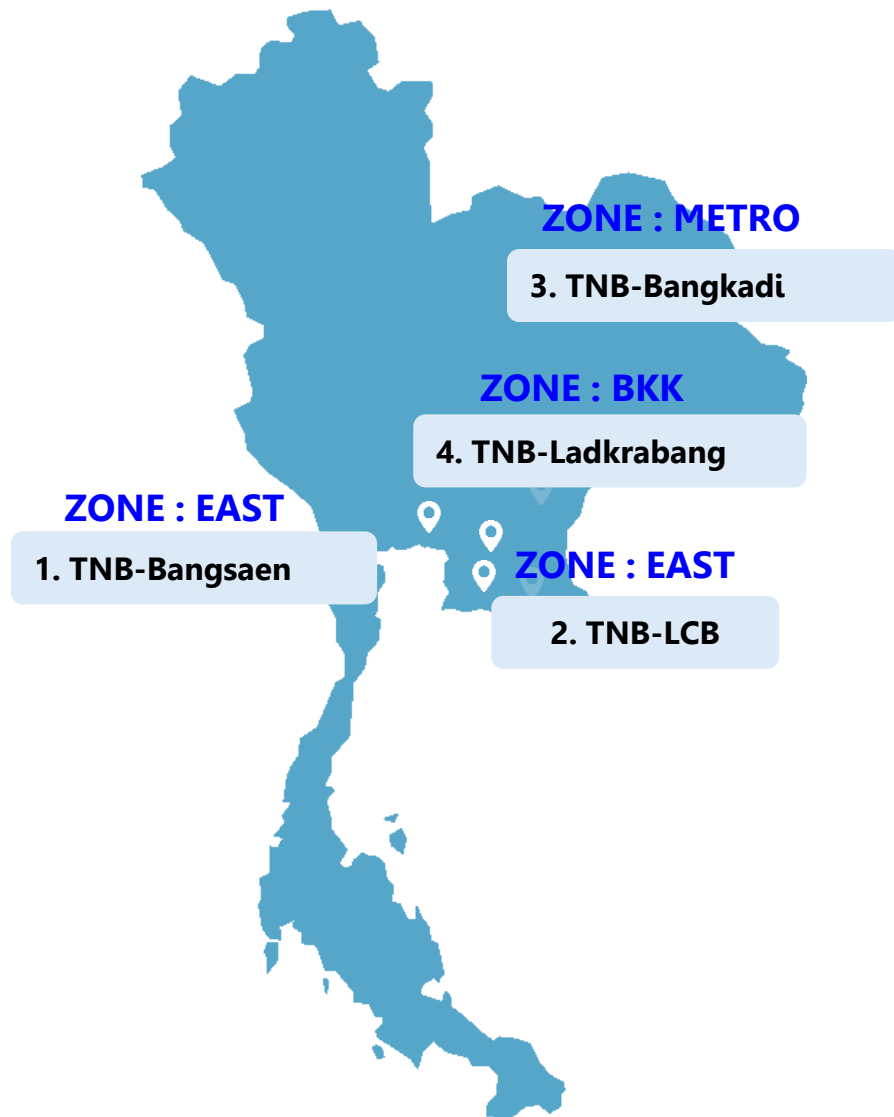 ZONE : METRO
3. TNB-Bangkadi
ZONE : BKK
4. TNB-Ladkrabang
ZONE : EAST
1. TNB-Bangsaen
ZONE : EAST
2. TNB-LCB